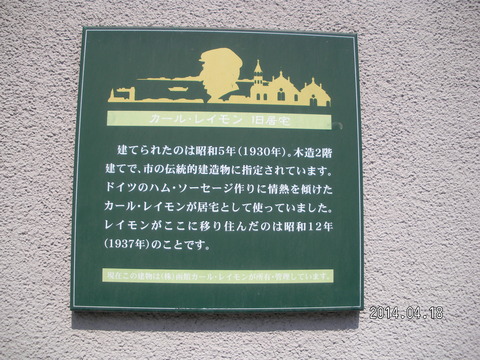 カール・レイモン 旧居宅
建てられたのは昭和5年(1930年)。木造2階
建てで、市の伝統的建造物に指定されています。
ドイツのハム・ソーセージ作りに情熱を傾けた
カール・レイモンが居宅として使っていました。
レイモンがここに移り住んだのは昭和12年
(1937年)のことです。
現在この建物は(株)函館カール・レイモンが所有・管理しています。
2014.04.18